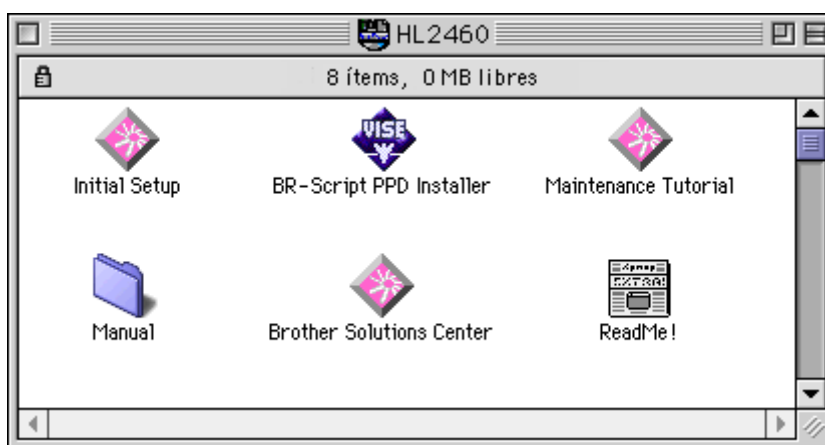 HL2460
8 ítems, 0 MB libres
VISE
Initial Setup
BR-Script PPD Installer
Maintenance Tutorial
EXTRA!
Manual
Brother Solutions Center
ReadMe!